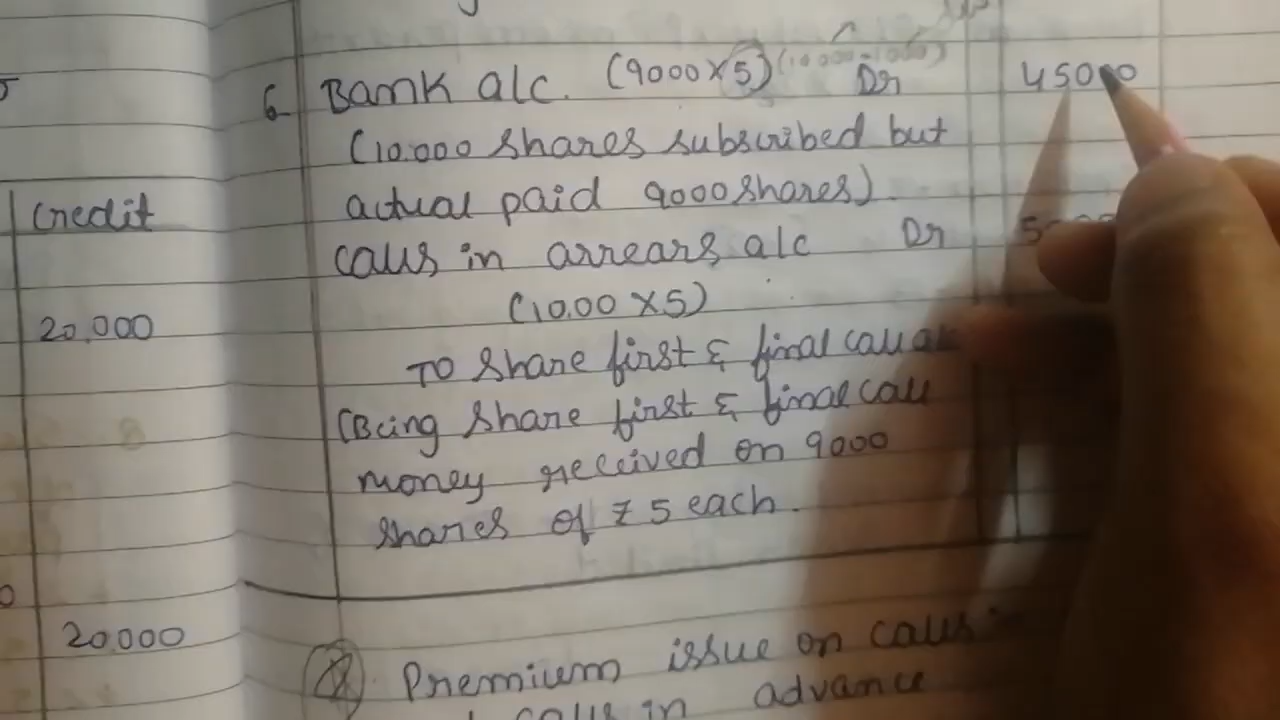 Credit
20.000
20.000
6. Bank a/c. (9000×5) (10000-1000) Dr 45000
(10.000 shares subscribed but
actual paid 9000 shares)
calls in arrears a/c Dr
(10.00 × 5)
TO share first & final call
(Being share first & final call
money received on 9000
shares of ₹ 5 each.
Premium issue on calls
calls in advance